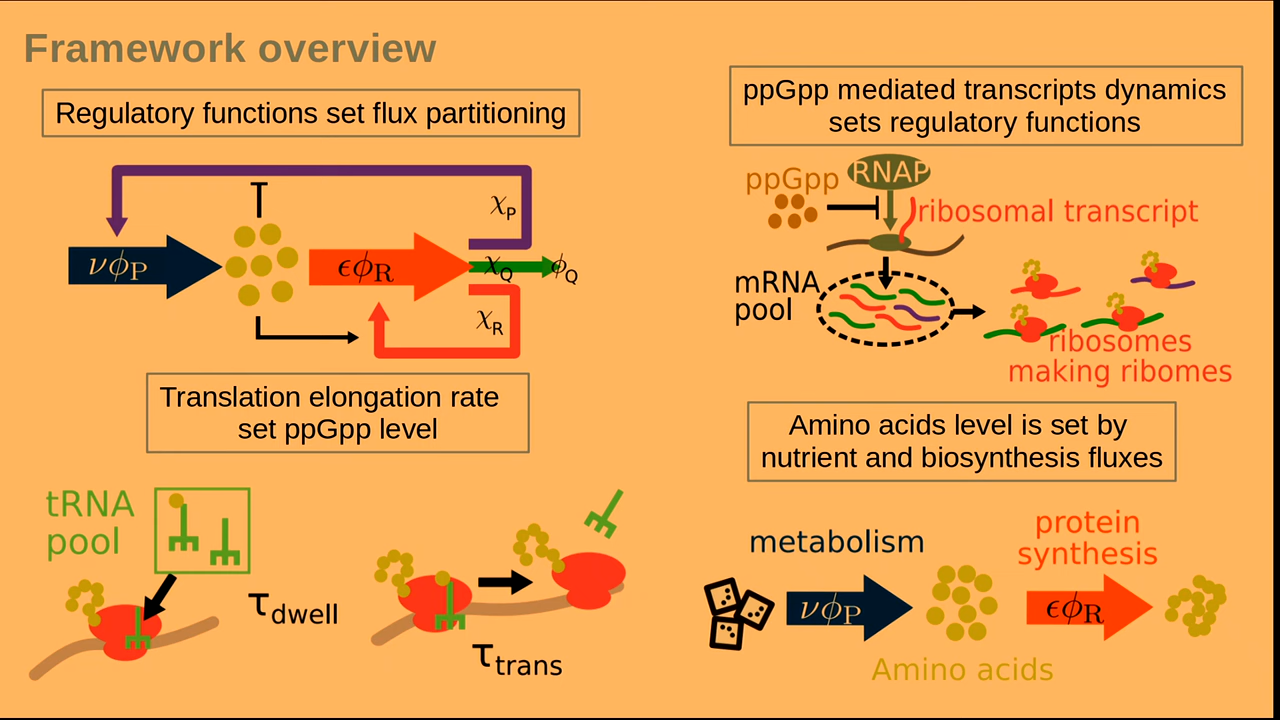 Framework overview
Regulatory functions set flux partitioning
νϕP
ϵϕR
χP
χQ
ϕQ
χR
Translation elongation rate
set ppGpp level
tRNA
pool
τdwell
τtrans
ppGpp mediated transcripts dynamics
sets regulatory functions
ppGpp
RNAP
ribosomal transcript
mRNA
pool
ribosomes
making ribomes
Amino acids level is set by
nutrient and biosynthesis fluxes
metabolism
protein
synthesis
νϕP
ϵϕR
Amino acids